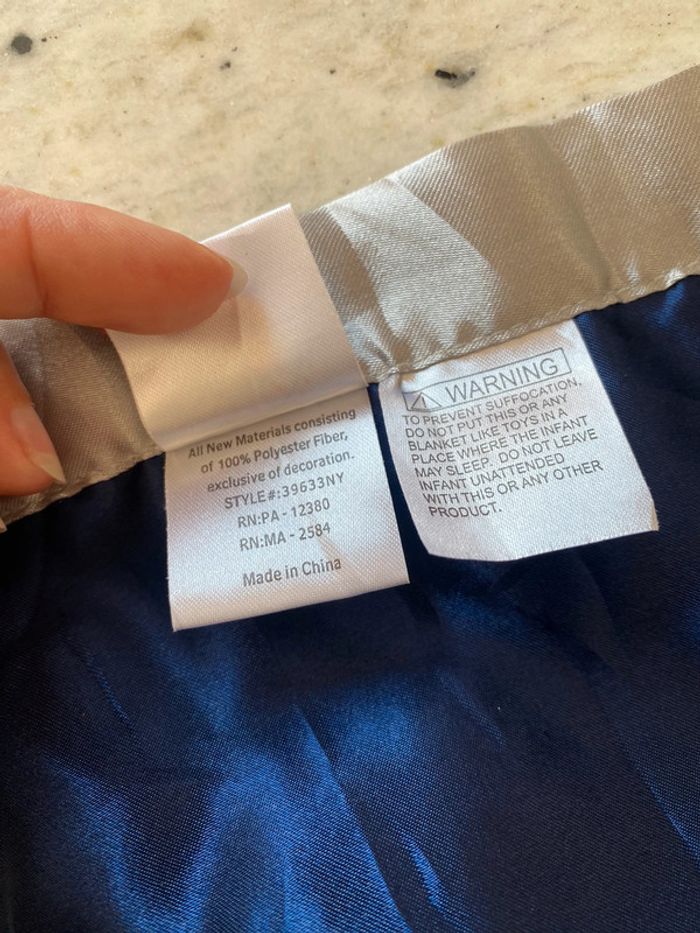 All New Materials consisting
of 100% Polyester Fiber,
exclusive of decoration.
STYLE#:39633NY
RN:PA - 12380
RN:MA - 2584
Made in China
WARNING
TO PREVENT SUFFOCATION,
DO NOT PUT THIS OR ANY
BLANKET LIKE TOYS IN A
PLACE WHERE THE INFANT
MAY SLEEP. DO NOT LEAVE
INFANT UNATTENDED
WITH THIS OR ANY OTHER
PRODUCT.